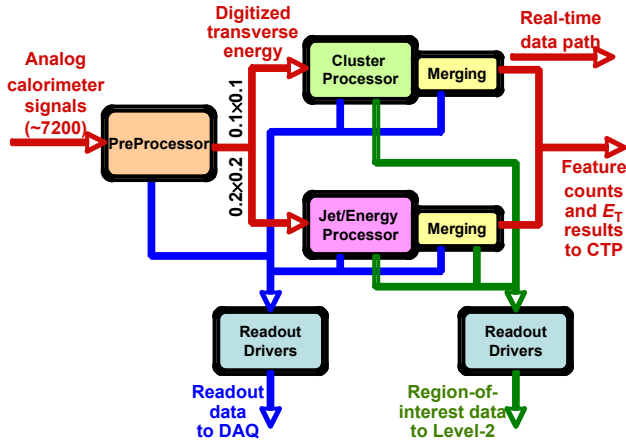 Digitized
transverse
energy
Real-time
data path
Analog
calorimeter
signals
(~7200)
Cluster
Processor
Merging
PreProcessor
0.1×0.1
0.2×0.2
Jet/Energy
Processor
Merging
Feature
counts
and E_T
results
to CTP
Readout
Drivers
Readout
Drivers
Readout
data
to DAQ
Region-of-
interest data
to Level-2